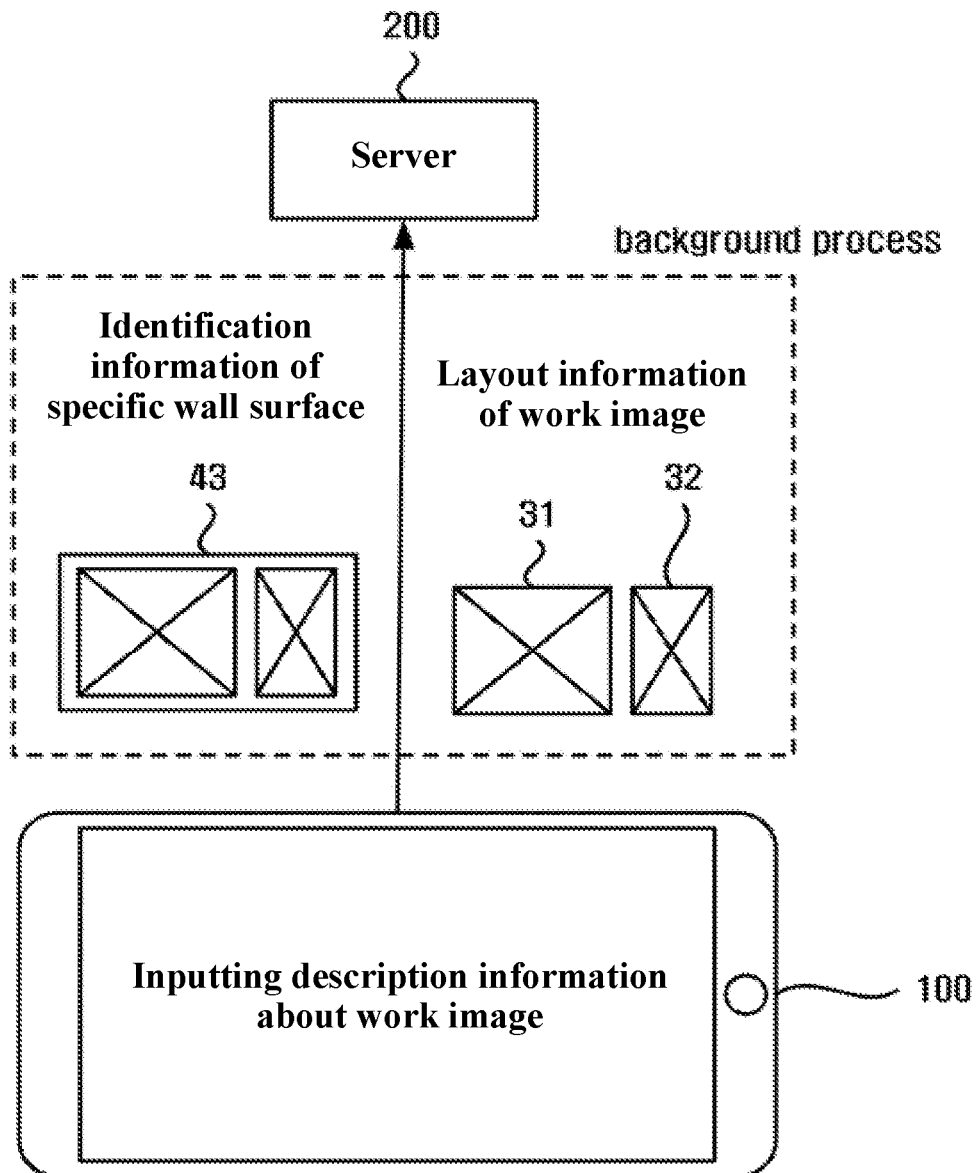 200
Server
background process
Identification
information of
specific wall surface
Layout information
of work image
43
31
32
Inputting description information
about work image
100